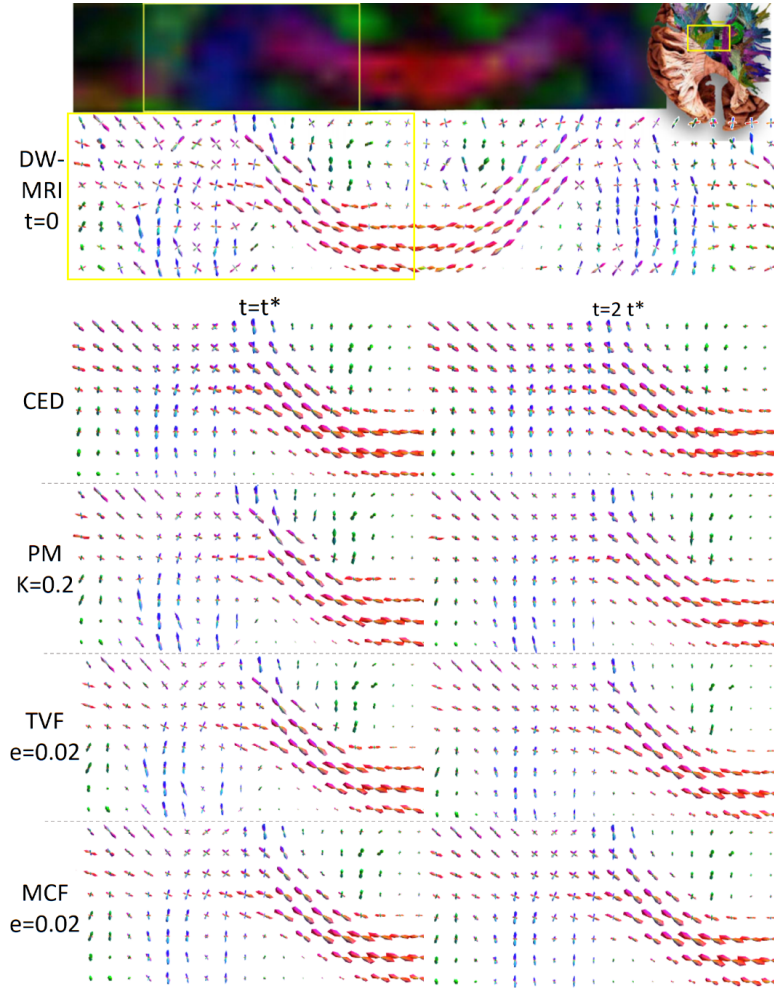 DW-
MRI
t=0
t=t*
t=2 t*
CED
PM
K=0.2
TVF
e=0.02
MCF
e=0.02